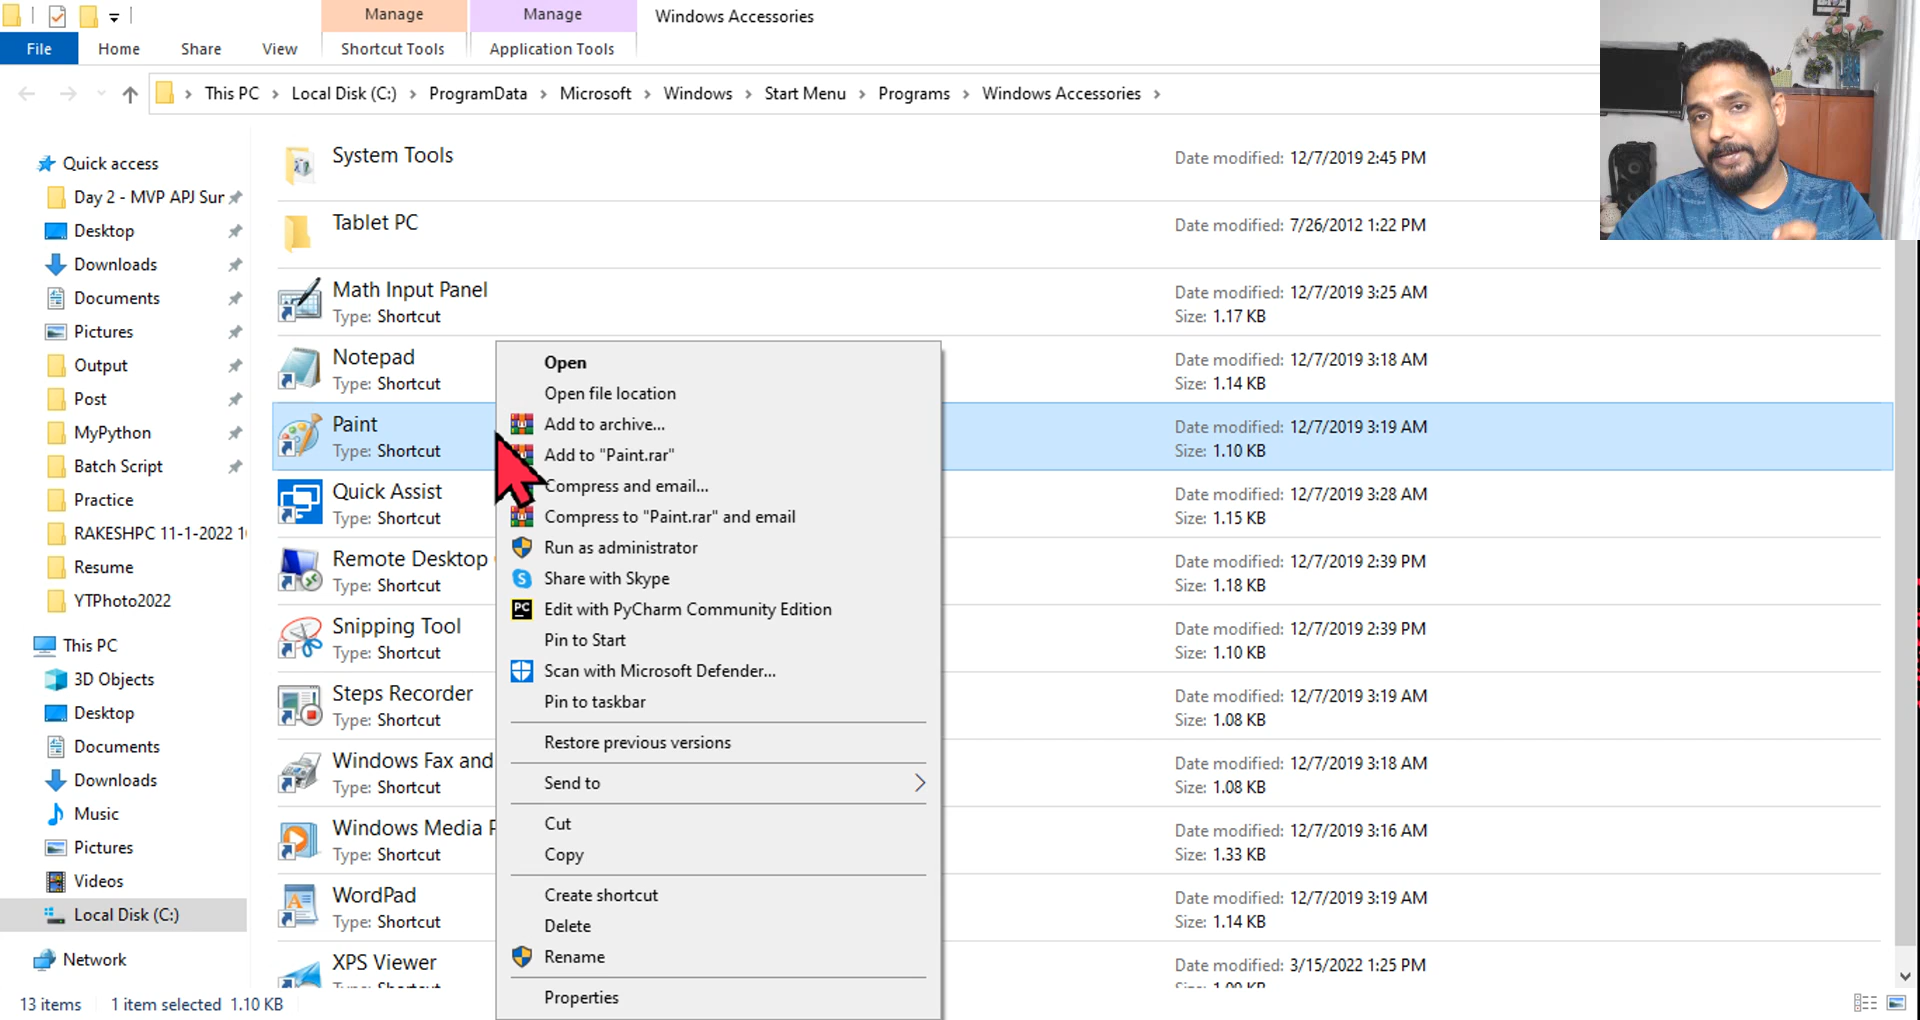 Manage
Manage
Windows Accessories
File
Home
Share
View
Shortcut Tools
Application Tools
This PC
Local Disk (C:)
ProgramData
Microsoft
Windows
Start Menu
Programs
Windows Accessories
Quick access
Day 2 - MVP APJ Sur
Desktop
Downloads
Documents
Pictures
Output
Post
MyPython
Batch Script
Practice
RAKESHPC 11-1-2022 1
Resume
YTPhoto2022
This PC
3D Objects
Desktop
Documents
Downloads
Music
Pictures
Videos
Local Disk (C:)
Network
System Tools
Date modified: 12/7/2019 2:45 PM
Tablet PC
Date modified: 7/26/2012 1:22 PM
Math Input Panel
Type: Shortcut
Date modified: 12/7/2019 3:25 AM
Size: 1.17 KB
Notepad
Type: Shortcut
Date modified: 12/7/2019 3:18 AM
Size: 1.14 KB
Paint
Type: Shortcut
Date modified: 12/7/2019 3:19 AM
Size: 1.10 KB
Quick Assist
Type: Shortcut
Date modified: 12/7/2019 3:28 AM
Size: 1.15 KB
Remote Desktop
Type: Shortcut
Date modified: 12/7/2019 2:39 PM
Size: 1.18 KB
Snipping Tool
Type: Shortcut
Date modified: 12/7/2019 2:39 PM
Size: 1.10 KB
Steps Recorder
Type: Shortcut
Date modified: 12/7/2019 3:19 AM
Size: 1.08 KB
Windows Fax and
Type: Shortcut
Date modified: 12/7/2019 3:18 AM
Size: 1.08 KB
Windows Media P
Type: Shortcut
Date modified: 12/7/2019 3:16 AM
Size: 1.33 KB
WordPad
Type: Shortcut
Date modified: 12/7/2019 3:19 AM
Size: 1.14 KB
XPS Viewer
Date modified: 3/15/2022 1:25 PM
Open
Open file location
Add to archive...
Add to "Paint.rar"
Compress and email...
Compress to "Paint.rar" and email
Run as administrator
Share with Skype
Edit with PyCharm Community Edition
Pin to Start
Scan with Microsoft Defender...
Pin to taskbar
Restore previous versions
Send to
Cut
Copy
Create shortcut
Delete
Rename
Properties
13 items
1 item selected 1.10 KB